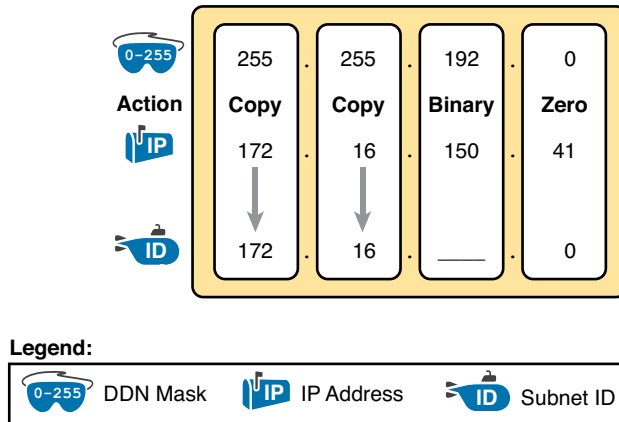 0-255 255 . 255 . 192 . 0
Action Copy Copy Binary Zero
IP 172 . 16 . 150 . 41
ID 172 . 16 . ____ . 0
Legend:
0-255 DDN Mask IP IP Address ID Subnet ID